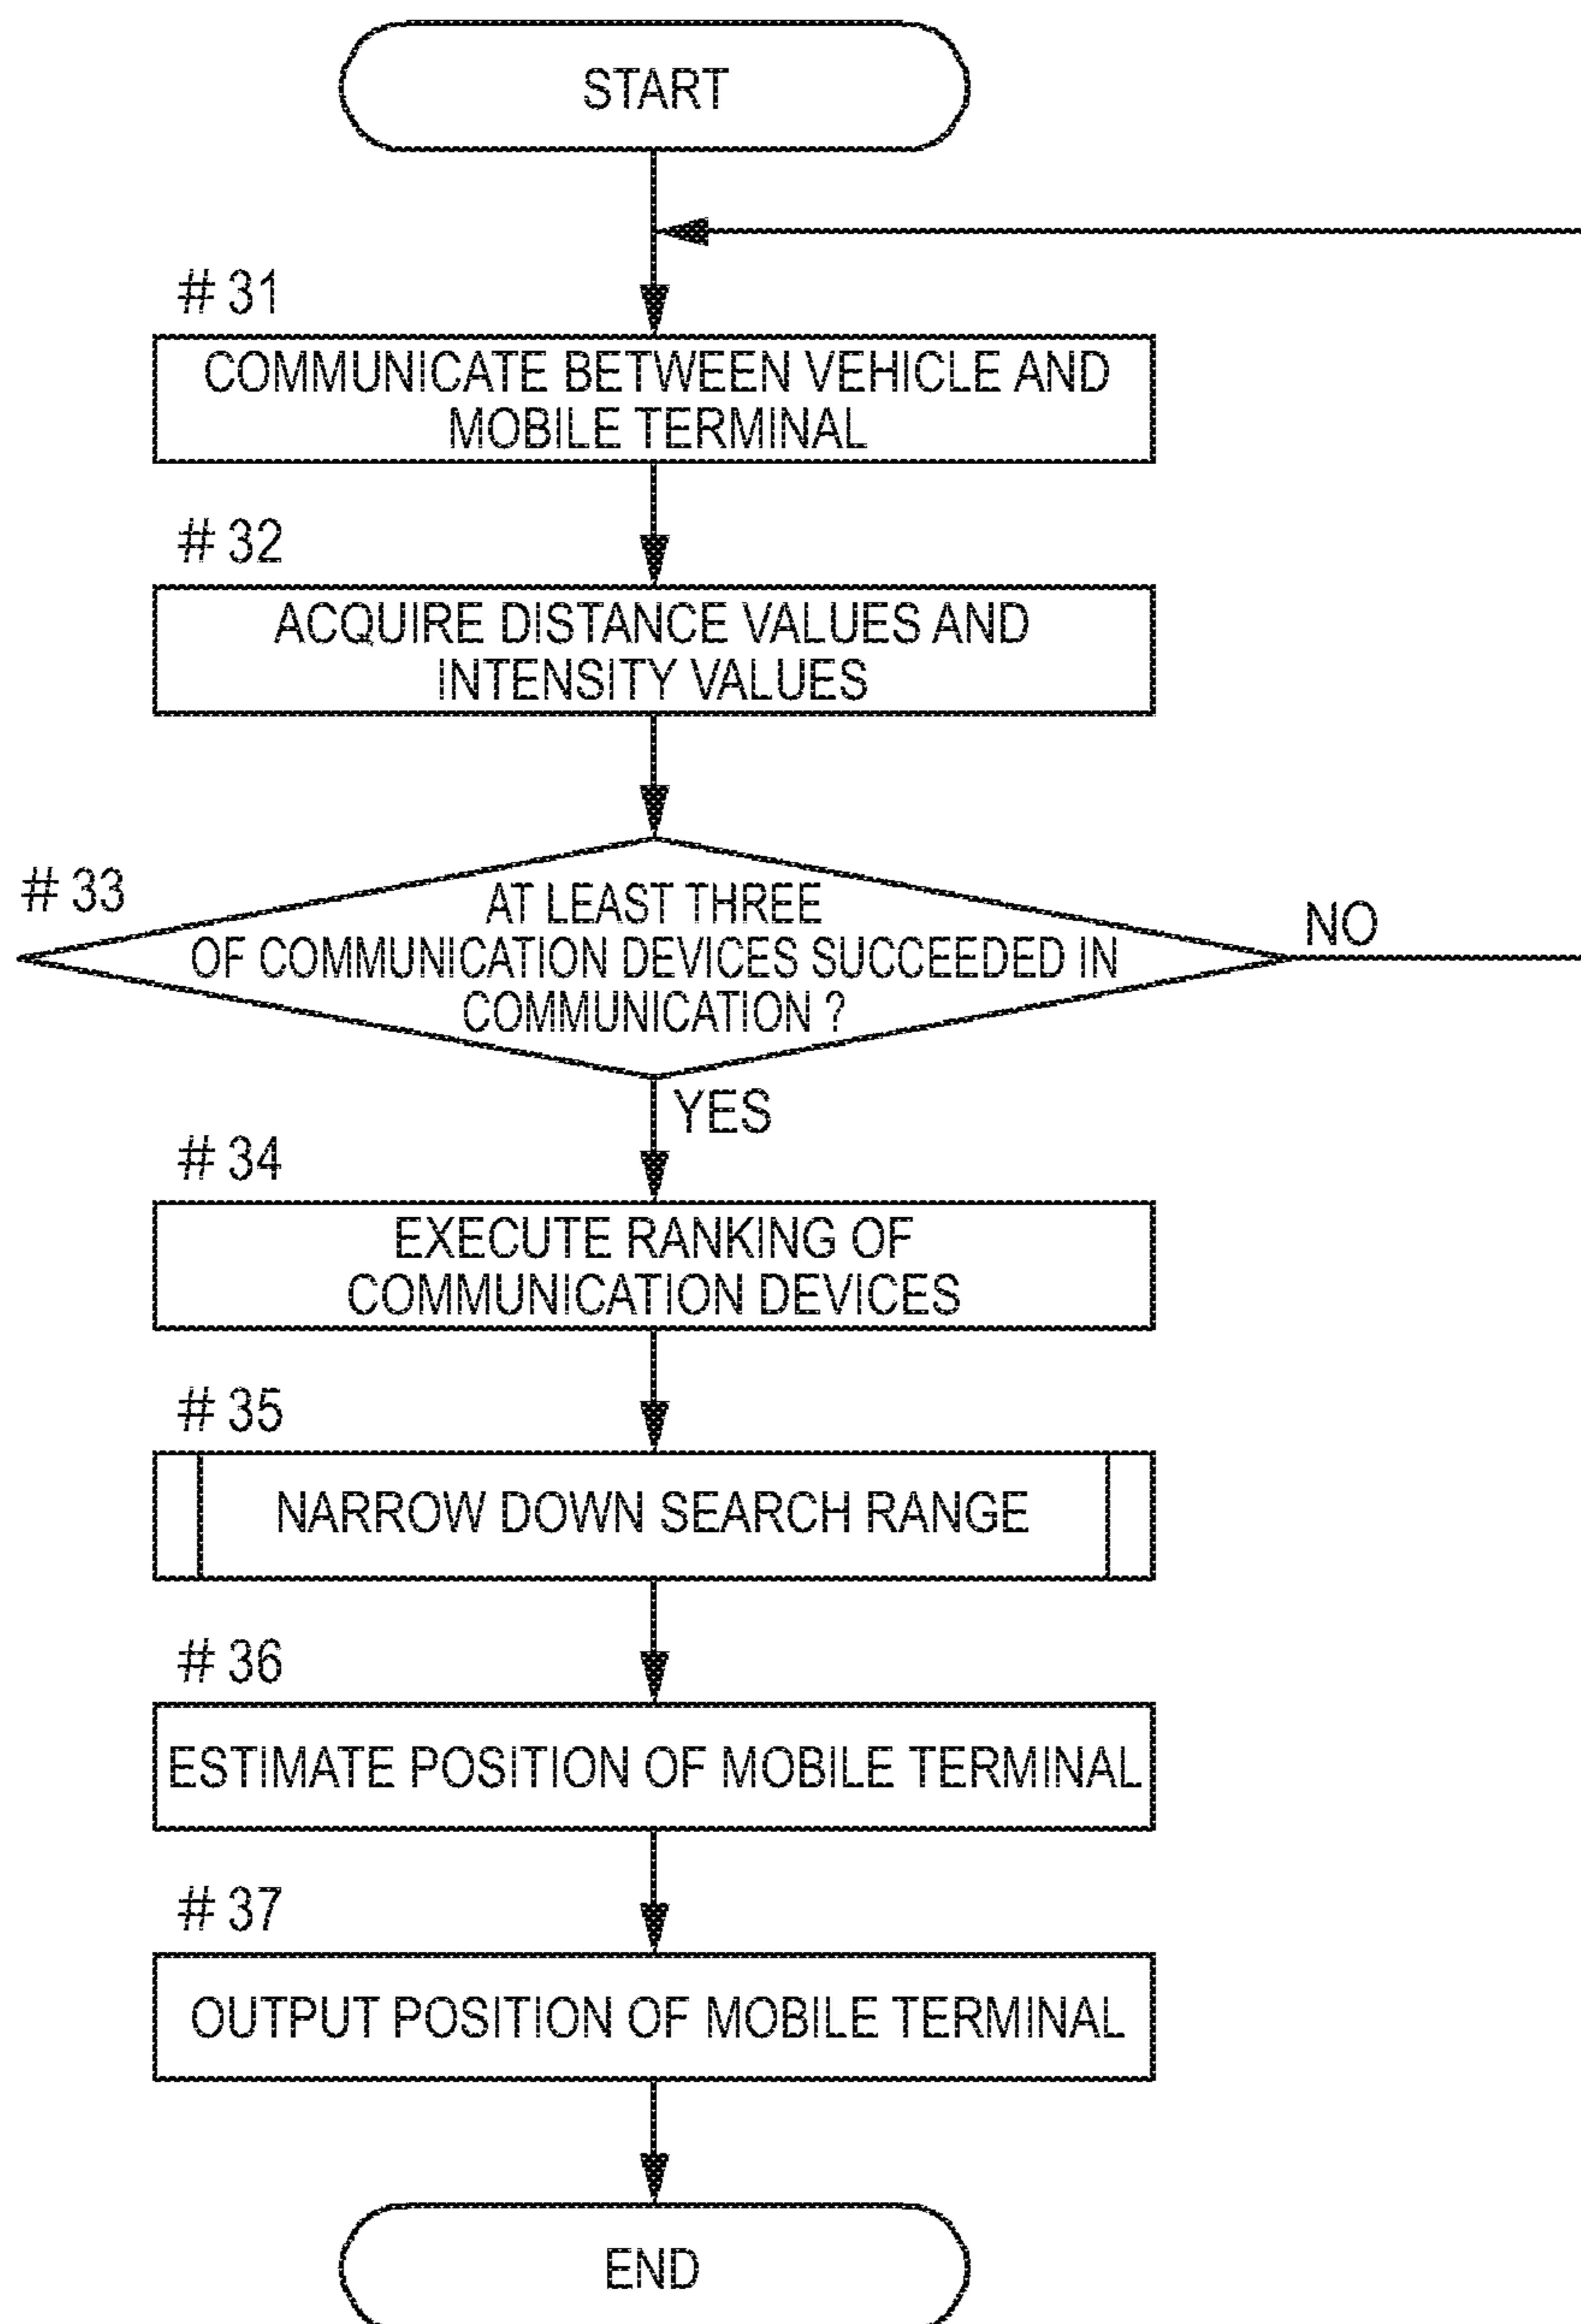 START
# 31
COMMUNICATE BETWEEN VEHICLE AND
MOBILE TERMINAL
# 32
ACQUIRE DISTANCE VALUES AND
INTENSITY VALUES
# 33
AT LEAST THREE
OF COMMUNICATION DEVICES SUCCEEDED IN
COMMUNICATION ?
NO
YES
# 34
EXECUTE RANKING OF
COMMUNICATION DEVICES
# 35
NARROW DOWN SEARCH RANGE
# 36
ESTIMATE POSITION OF MOBILE TERMINAL
# 37
OUTPUT POSITION OF MOBILE TERMINAL
END